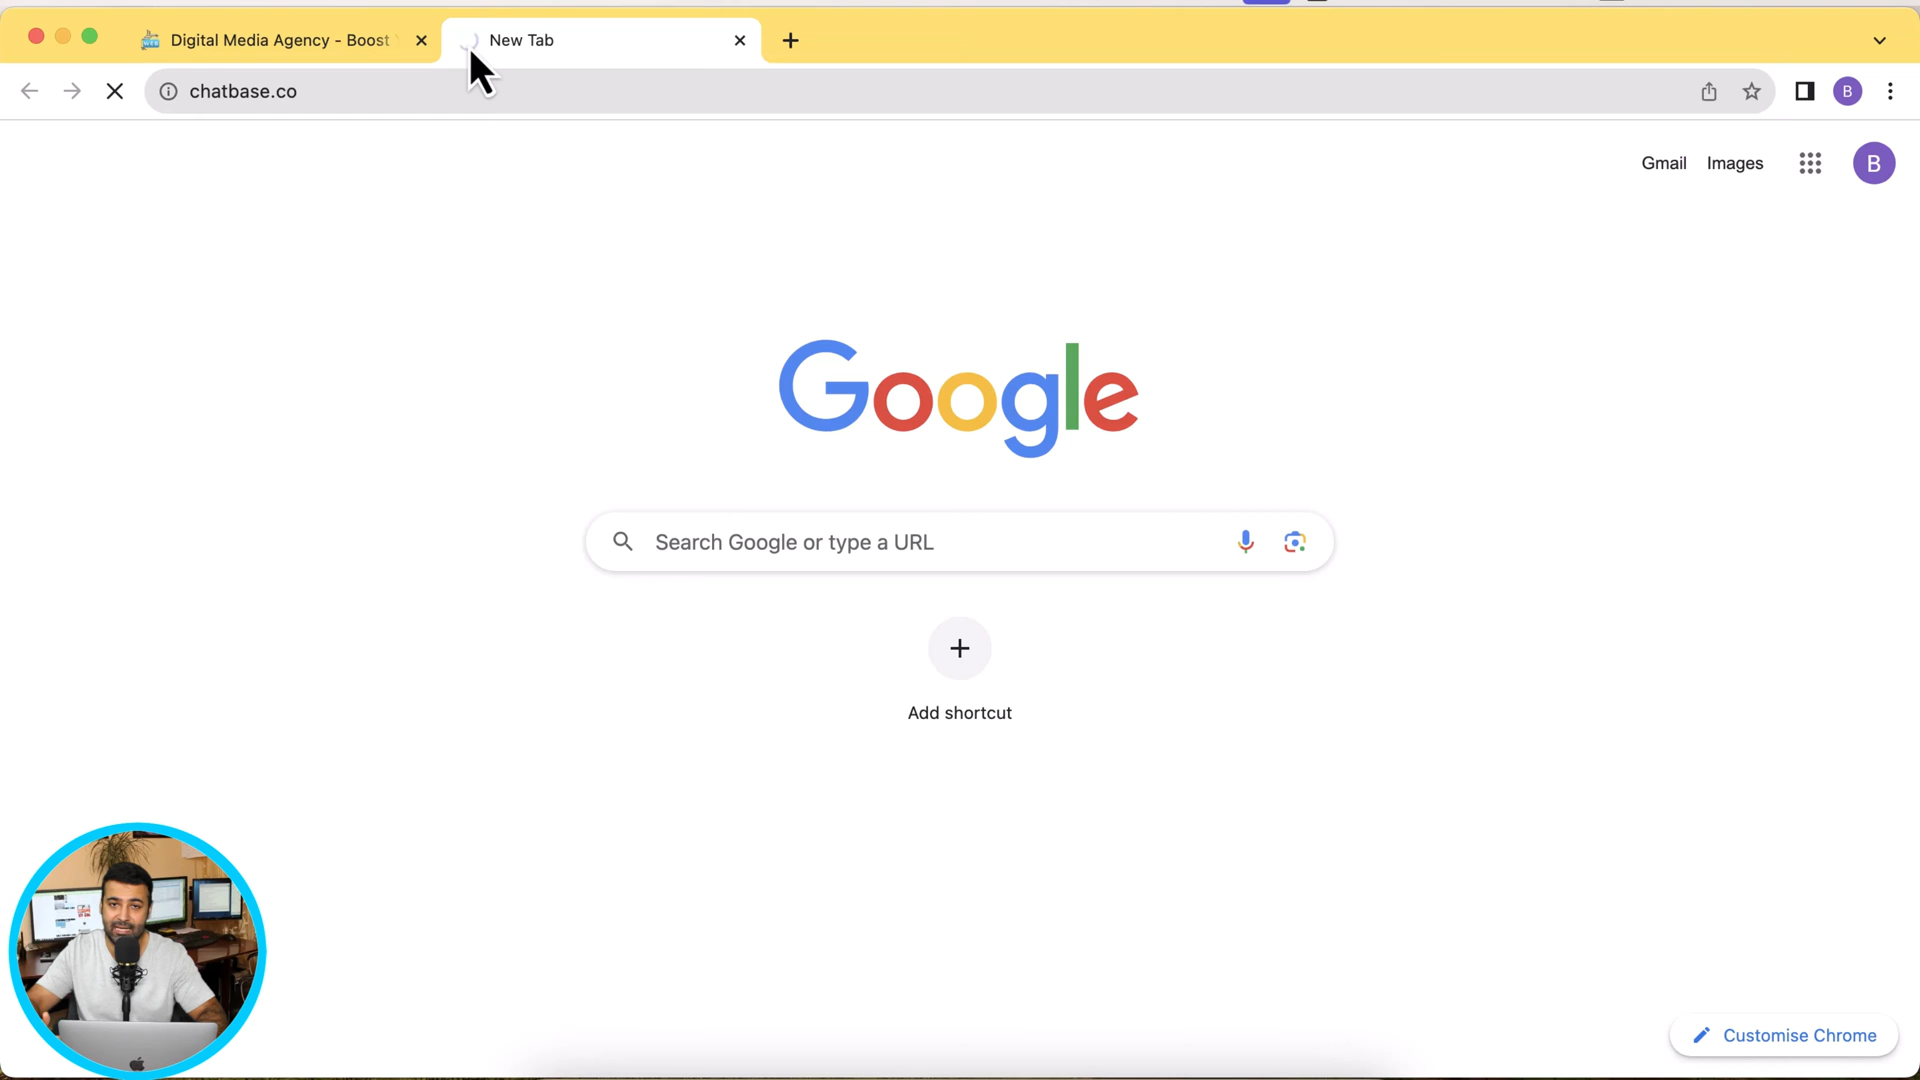 Digital Media Agency - Boost
New Tab
chatbase.co
B
Gmail
Images
B
Google
Search Google or type a URL
Add shortcut
Customise Chrome